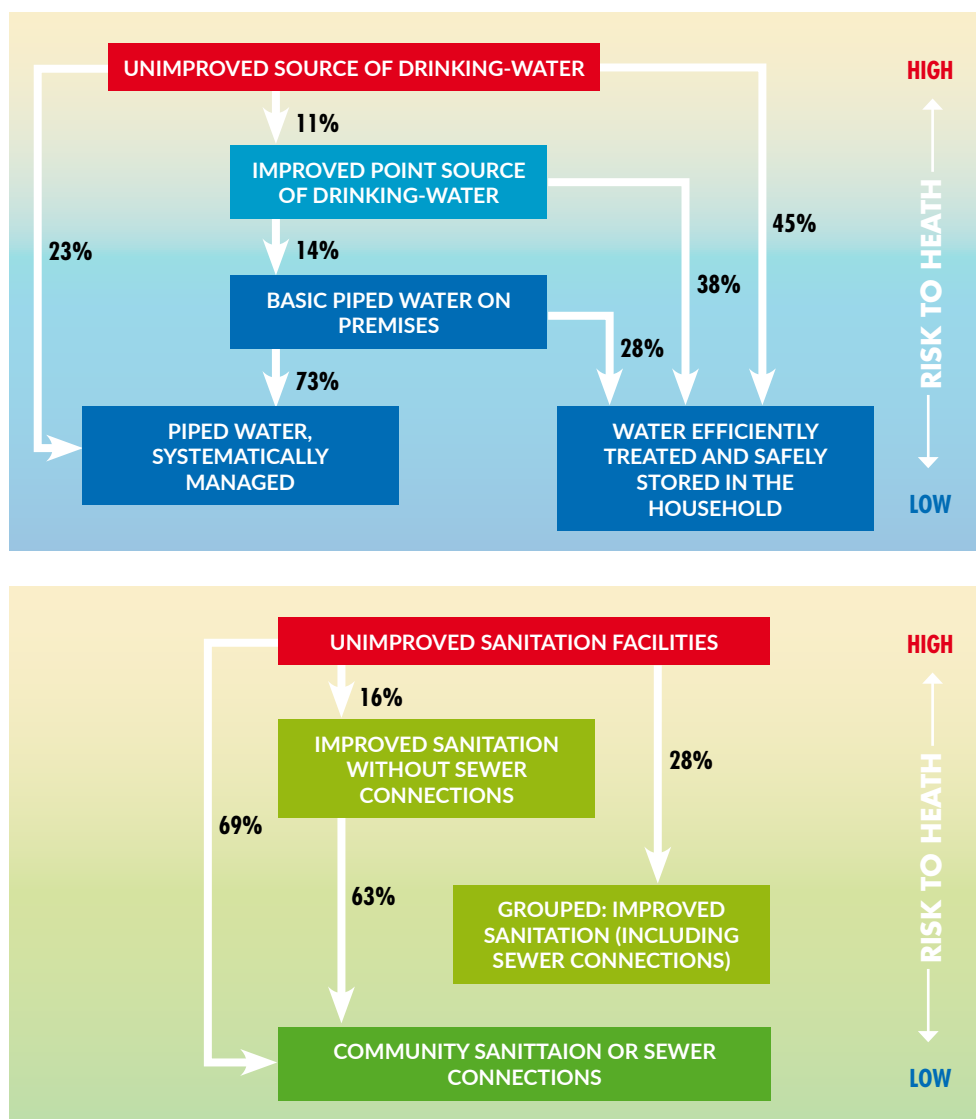 UNIMPROVED SOURCE OF DRINKING-WATER
HIGH
11%
IMPROVED POINT SOURCE
OF DRINKING-WATER
23%
14%
45%
38%
BASIC PIPED WATER ON
PREMISES
28%
73%
PIPED WATER,
SYSTEMATICALLY
MANAGED
WATER EFFICIENTLY
TREATED AND SAFELY
STORED IN THE
HOUSEHOLD
RISK TO HEATH
LOW
UNIMPROVED SANITATION FACILITIES
HIGH
16%
IMPROVED SANITATION
WITHOUT SEWER
CONNECTIONS
28%
69%
63%
GROUPED: IMPROVED
SANITATION (INCLUDING
SEWER CONNECTIONS)
COMMUNITY SANITTAION OR SEWER
CONNECTIONS
RISK TO HEATH
LOW